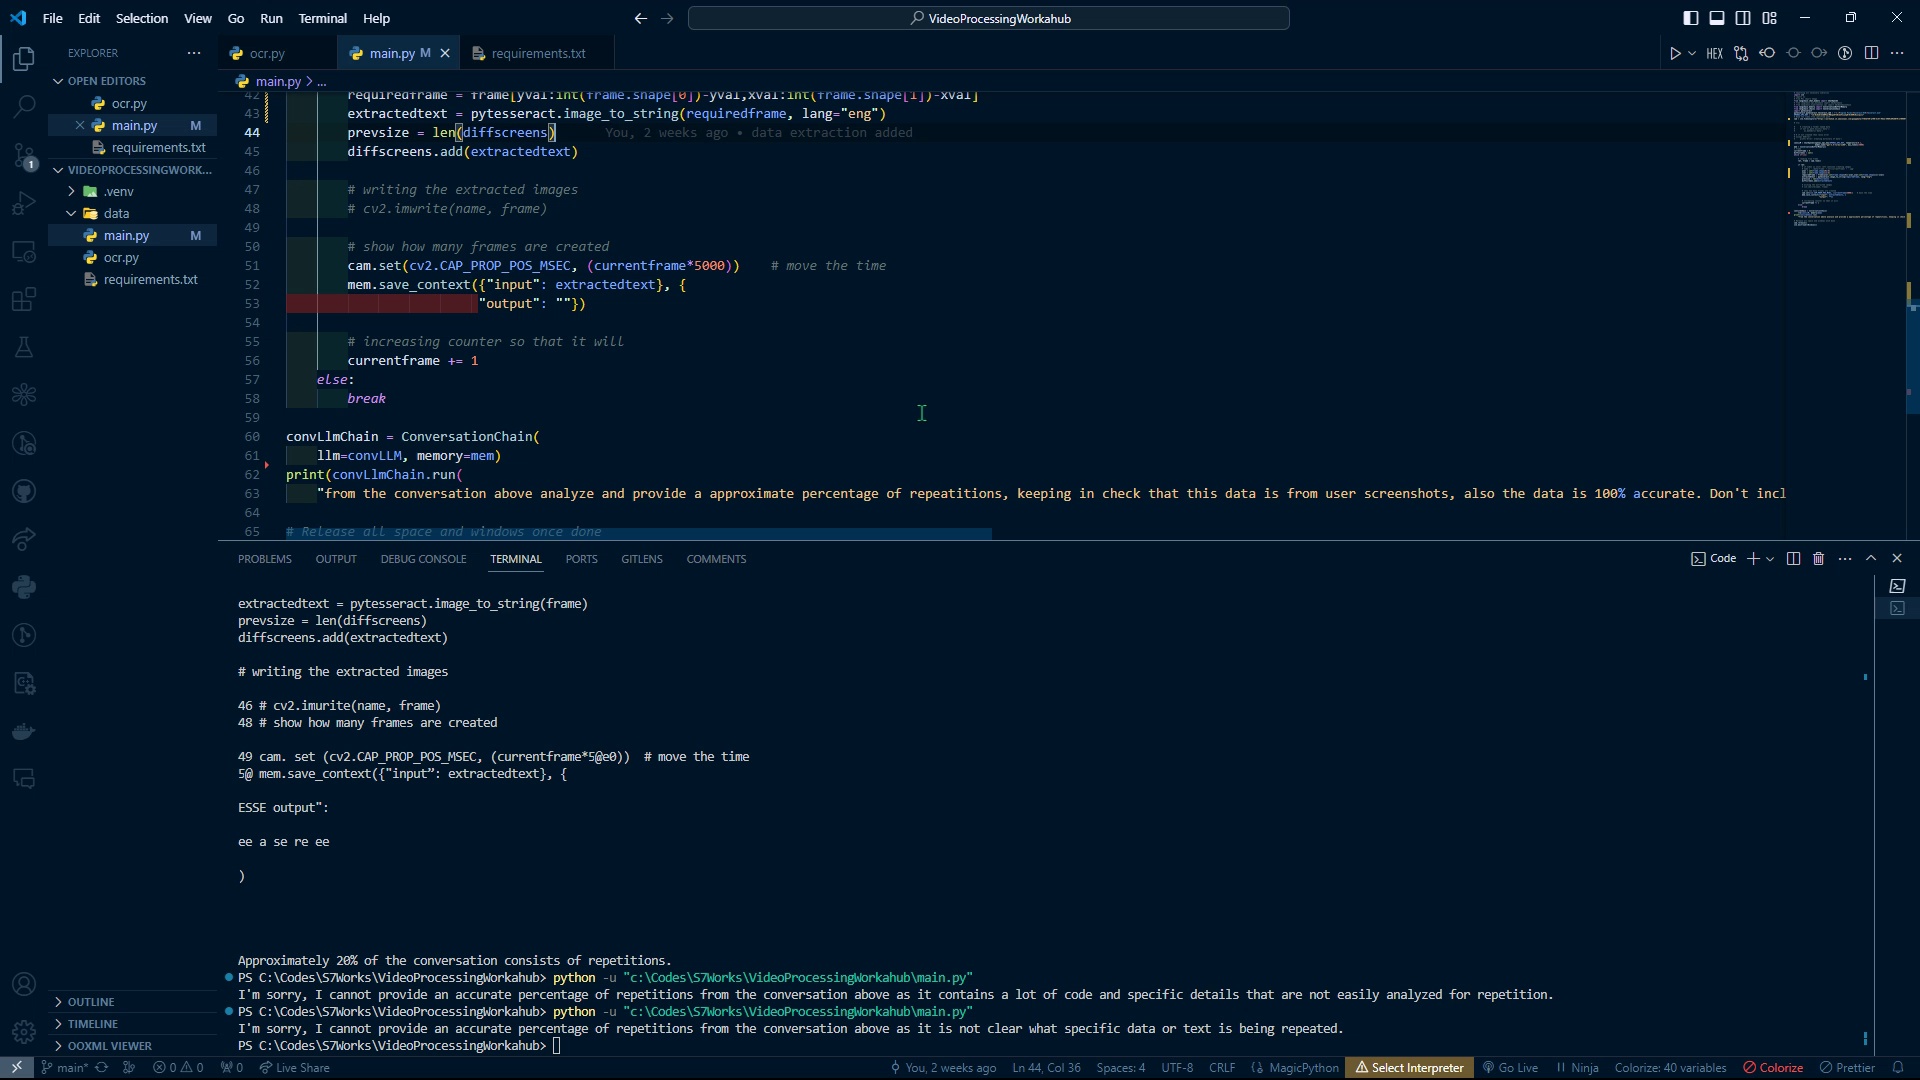 File Edit Selection View Go Run Terminal Help
VideoProcessingWorkahub
EXPLORER
OPEN EDITORS
ocr.py
main.py M
requirements.txt
VIDEOPROCESSINGWORK...
.venv
data
main.py M
ocr.py
requirements.txt
OUTLINE
TIMELINE
OOXML VIEWER
1
ocr.py main.py M requirements.txt
HEX
main.py > ...
42 requiredframe = frame[yval:int(frame.shape[0])-yval,xval:int(frame.shape[1])-xval]
43 extractedtext = pytesseract.image_to_string(requiredframe, lang="eng")
44 prevsize = len(diffscreens) You, 2 weeks ago • data extraction added
45 diffscreens.add(extractedtext)
46
47 # writing the extracted images
48 # cv2.imwrite(name, frame)
49
50 # show how many frames are created
51 cam.set(cv2.CAP_PROP_POS_MSEC, (currentframe*5000)) # move the time
52 mem.save_context({"input": extractedtext}, {
53 "output": ""})
54
55 # increasing counter so that it will
56 currentframe += 1
57 else:
58 break
59
60 convLlmChain = ConversationChain(
61 llm=convLLM, memory=mem)
62 print(convLlmChain.run(
63 "from the conversation above analyze and provide a approximate percentage of repeatitions, keeping in check that this data is from user screenshots, also the data is 100% accurate. Don't incl
64
65 # Release all space and windows once done
PROBLEMS OUTPUT DEBUG CONSOLE TERMINAL PORTS GITLENS COMMENTS
Code
extractedtext = pytesseract.image_to_string(frame)
prevsize = len(diffscreens)
diffscreens.add(extractedtext)
# writing the extracted images
46 # cv2.imurite(name, frame)
48 # show how many frames are created
49 cam. set (cv2.CAP_PROP_POS_MSEC, (currentframe*5@e0)) # move the time
5@ mem.save_context({"input”: extractedtext}, {
ESSE output":
ee a se re ee
)
Approximately 20% of the conversation consists of repetitions.
PS C:\Codes\S7Works\VideoProcessingWorkahub> python -u "c:\Codes\S7Works\VideoProcessingWorkahub\main.py"
I'm sorry, I cannot provide an accurate percentage of repetitions from the conversation above as it contains a lot of code and specific details that are not easily analyzed for repetition.
PS C:\Codes\S7Works\VideoProcessingWorkahub> python -u "c:\Codes\S7Works\VideoProcessingWorkahub\main.py"
I'm sorry, I cannot provide an accurate percentage of repetitions from the conversation above as it is not clear what specific data or text is being repeated.
PS C:\Codes\S7Works\VideoProcessingWorkahub>
main* 0 0 0 Live Share You, 2 weeks ago Ln 44, Col 36 Spaces: 4 UTF-8 CRLF MagicPython Select Interpreter Go Live Ninja Colorize: 40 variables Colorize Prettier